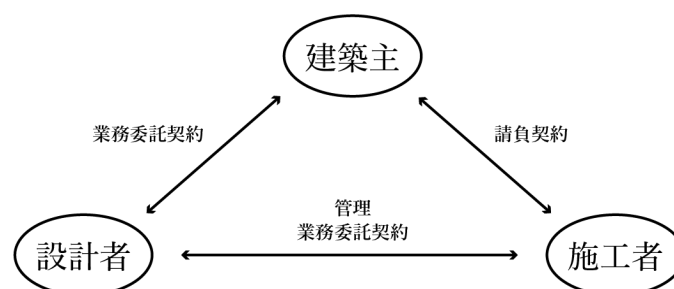 建築主
業務委託契約
請負契約
管理
業務委託契約
設計者
施工者